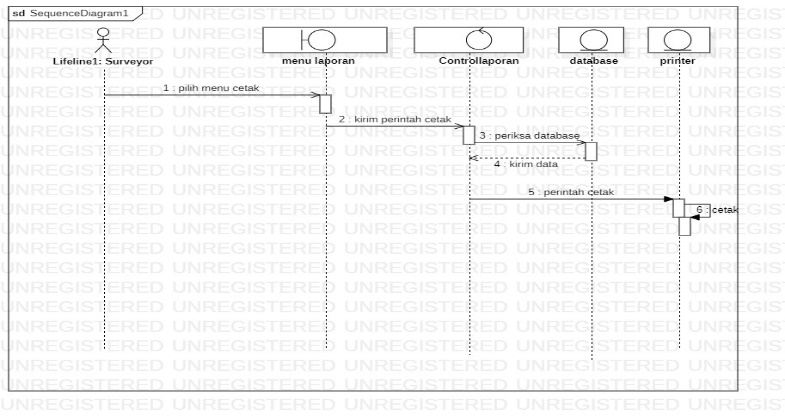 sd SequenceDiagram1
Lifeline1: Surveyor
menu laporan
Controllaporan
database
printer
1 : pilih menu cetak
2 : kirim perintah cetak
3 : periksa database
4 : kirim data
5 : perintah cetak
6 : cetak
UNREGISTERED